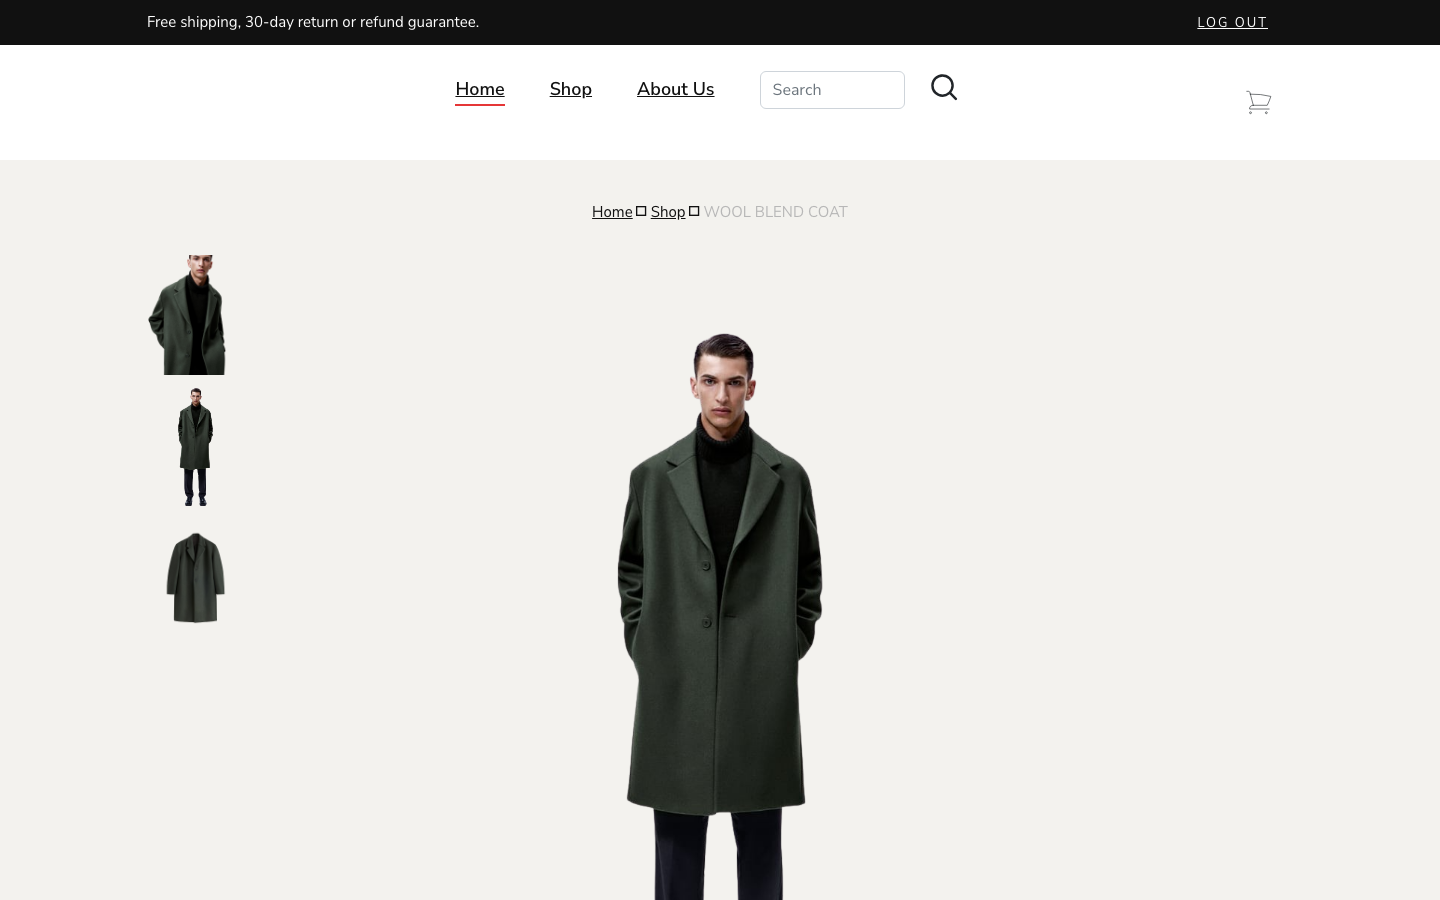 Free shipping, 30-day return or refund guarantee.
LOG OUT
Home
Shop
About Us
Search
Home Shop WOOL BLEND COAT